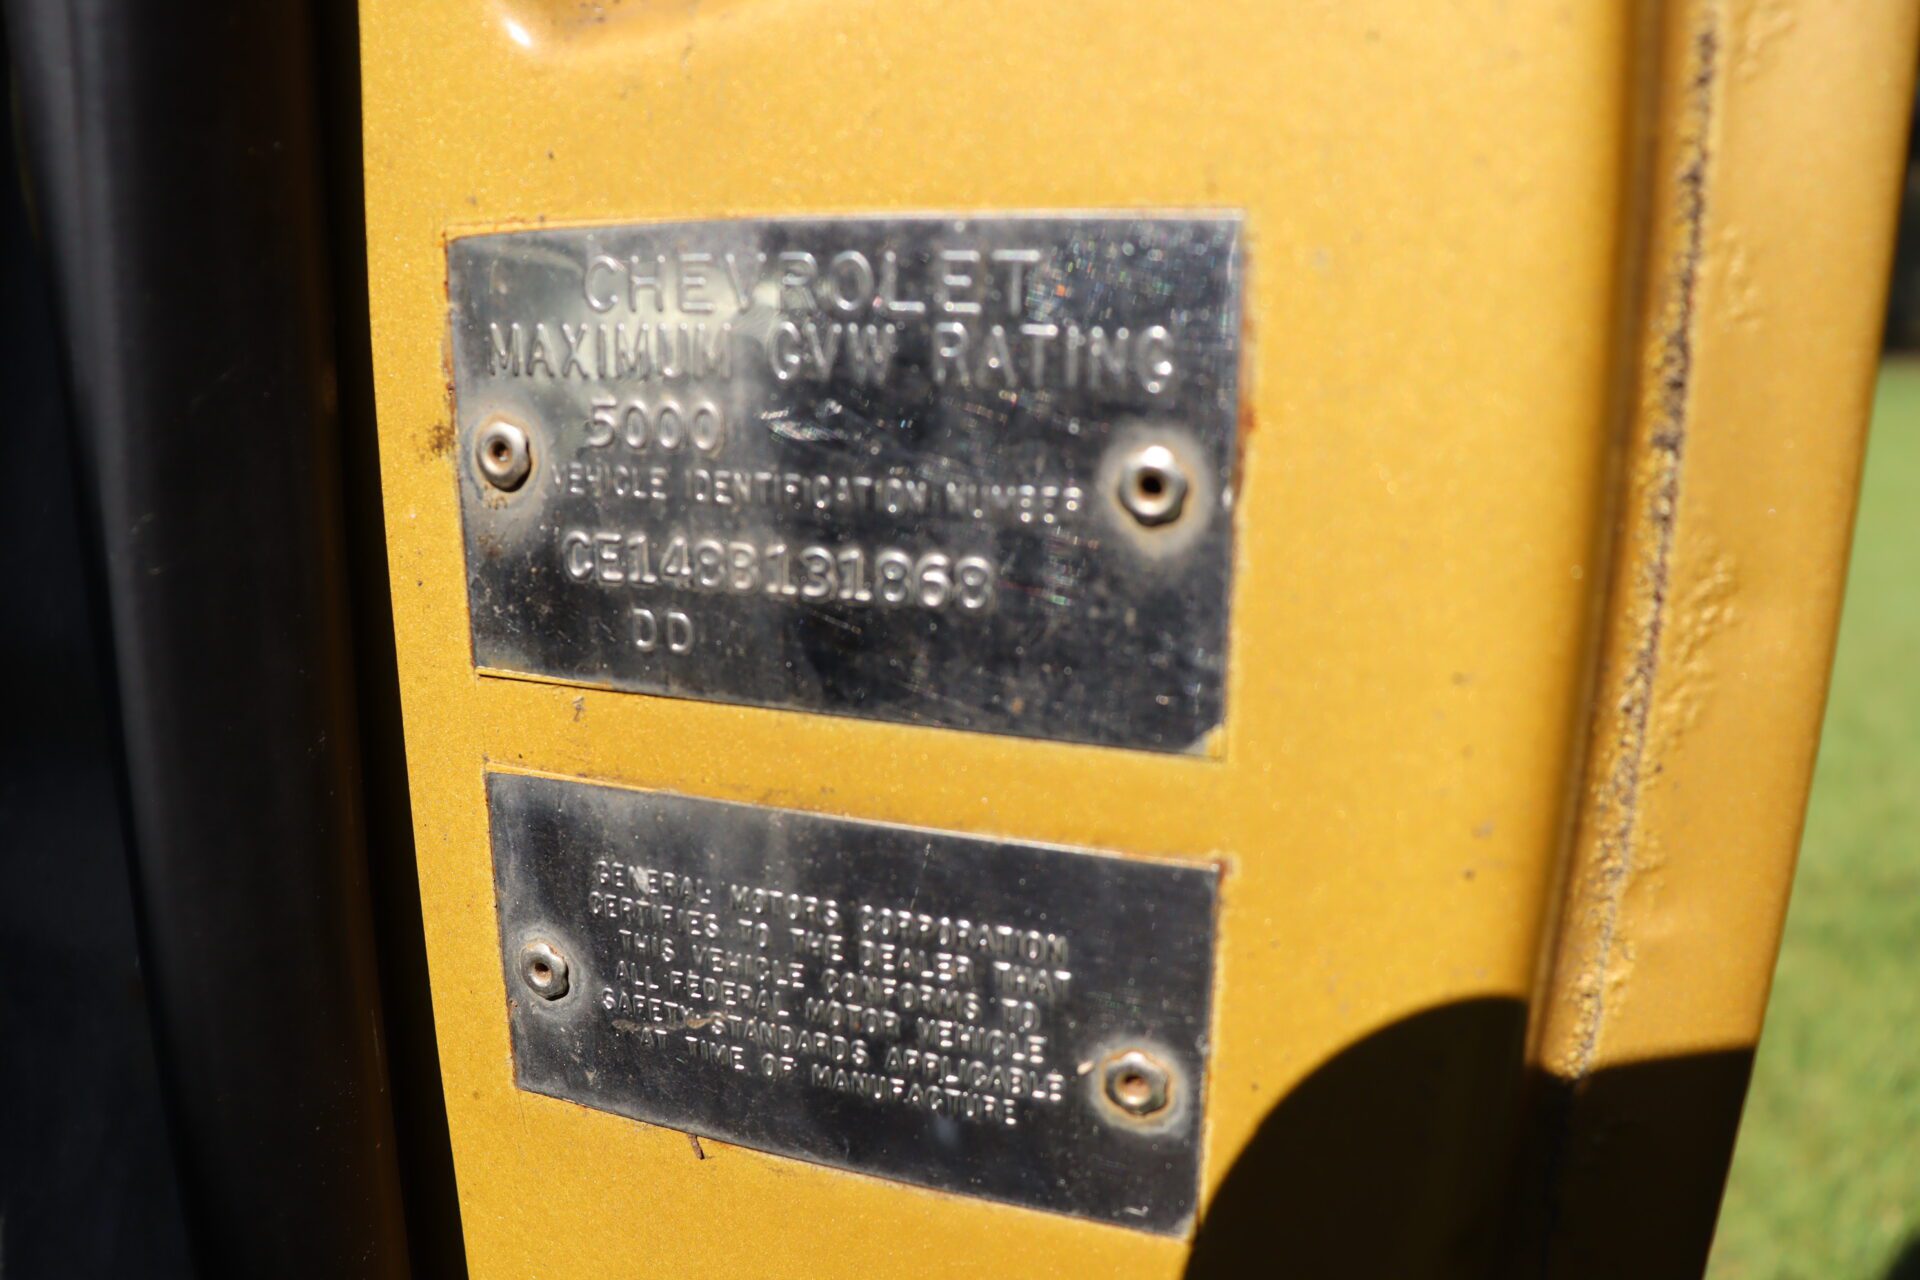 CHEVROLET
MAXIMUM GVW RATING
5000
VEHICLE IDENTIFICATION NUMBER
CE148B131868
DD
GENERAL MOTORS CORPORATION
CERTIFIES TO THE DEALER THAT
THIS VEHICLE CONFORMS TO
ALL FEDERAL MOTOR VEHICLE
SAFETY STANDARDS APPLICABLE
AT TIME OF MANUFACTURE